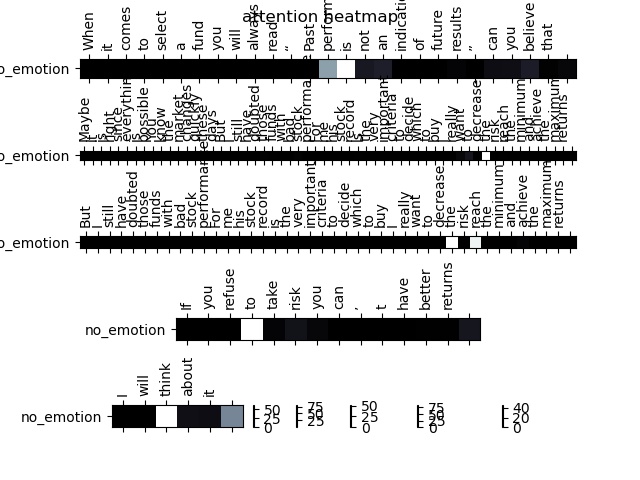 attention heatmap
When it comes to select a fund you will always read “ Past perform is not an indicati of future results ” can you believe that
no_emotion
Maybe it is right since everythin is possible you know the market changes quickly these days But I still have doubted those funds with bad stock performance For me his stock record is the very important criteria to decide which to buy I really want to decrease the risk reach the minimum and achieve the maximum returns
no_emotion
But I still have doubted those funds with bad stock performance For me his stock record is the very important criteria to decide which to buy I really want to decrease the risk reach the minimum and achieve the maximum returns
no_emotion
If you refuse to take risk you can ’ t have better returns
no_emotion
I will think about it
no_emotion
50 75 50 75 40
25 50 25 50 20
0 25 0 25 0